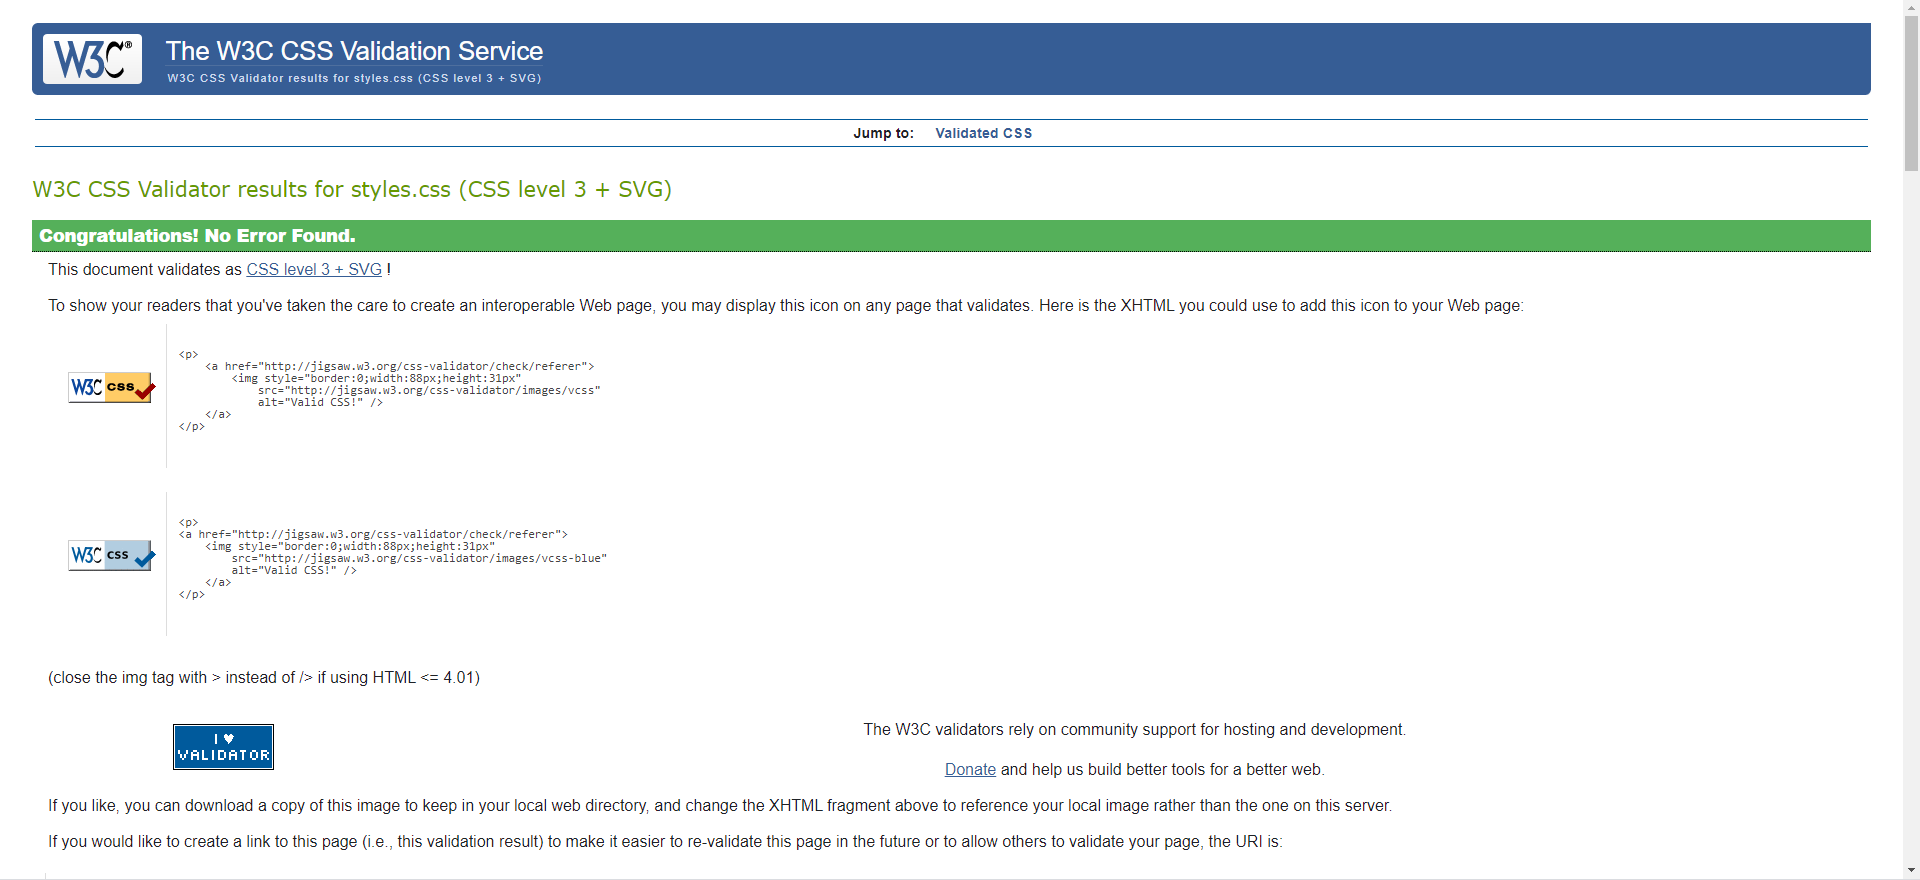 W3C®
The W3C CSS Validation Service
W3C CSS Validator results for styles.css (CSS level 3 + SVG)
Jump to: Validated CSS
W3C CSS Validator results for styles.css (CSS level 3 + SVG)
Congratulations! No Error Found.
This document validates as CSS level 3 + SVG !
To show your readers that you've taken the care to create an interoperable Web page, you may display this icon on any page that validates. Here is the XHTML you could use to add this icon to your Web page:
W3C css
<p>
    <a href="http://jigsaw.w3.org/css-validator/check/referer">
        <img style="border:0;width:88px;height:31px"
            src="http://jigsaw.w3.org/css-validator/images/vcss"
            alt="Valid CSS!" />
    </a>
</p>
W3C css
<p>
<a href="http://jigsaw.w3.org/css-validator/check/referer">
    <img style="border:0;width:88px;height:31px"
        src="http://jigsaw.w3.org/css-validator/images/vcss-blue"
        alt="Valid CSS!" />
    </a>
</p>
(close the img tag with > instead of /> if using HTML <= 4.01)
I ♥
VALIDATOR
The W3C validators rely on community support for hosting and development.
Donate and help us build better tools for a better web.
If you like, you can download a copy of this image to keep in your local web directory, and change the XHTML fragment above to reference your local image rather than the one on this server.
If you would like to create a link to this page (i.e., this validation result) to make it easier to re-validate this page in the future or to allow others to validate your page, the URI is: